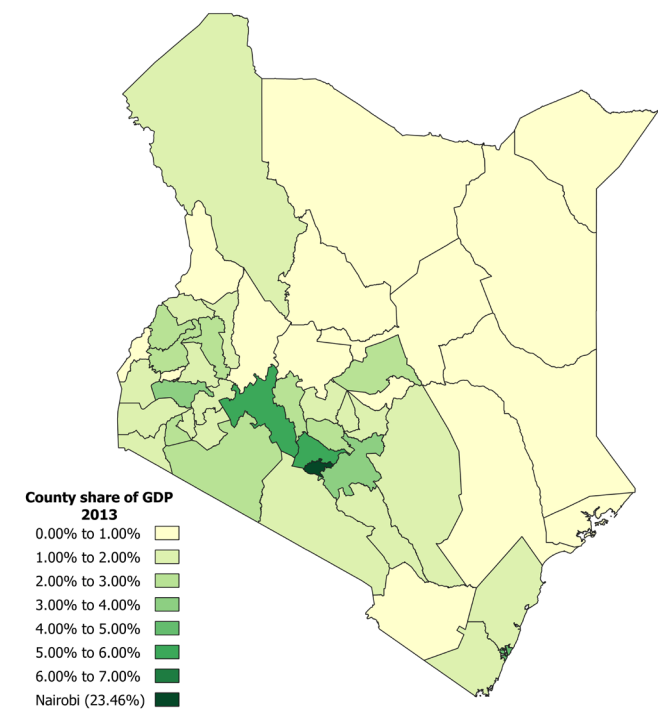 County share of GDP
2013
0.00% to 1.00%
1.00% to 2.00%
2.00% to 3.00%
3.00% to 4.00%
4.00% to 5.00%
5.00% to 6.00%
6.00% to 7.00%
Nairobi (23.46%)